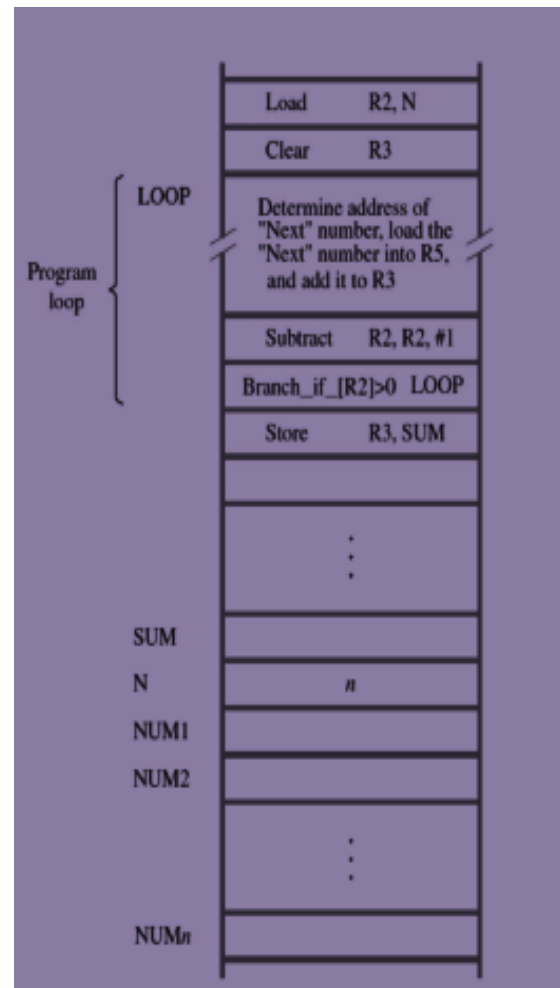 Load R2, N
Clear R3
LOOP
Determine address of
"Next" number, load the
"Next" number into R5,
and add it to R3
Program
loop
Subtract R2, R2, #1
Branch_if_[R2]>0 LOOP
Store R3, SUM
SUM
N n
NUM1
NUM2
NUMn